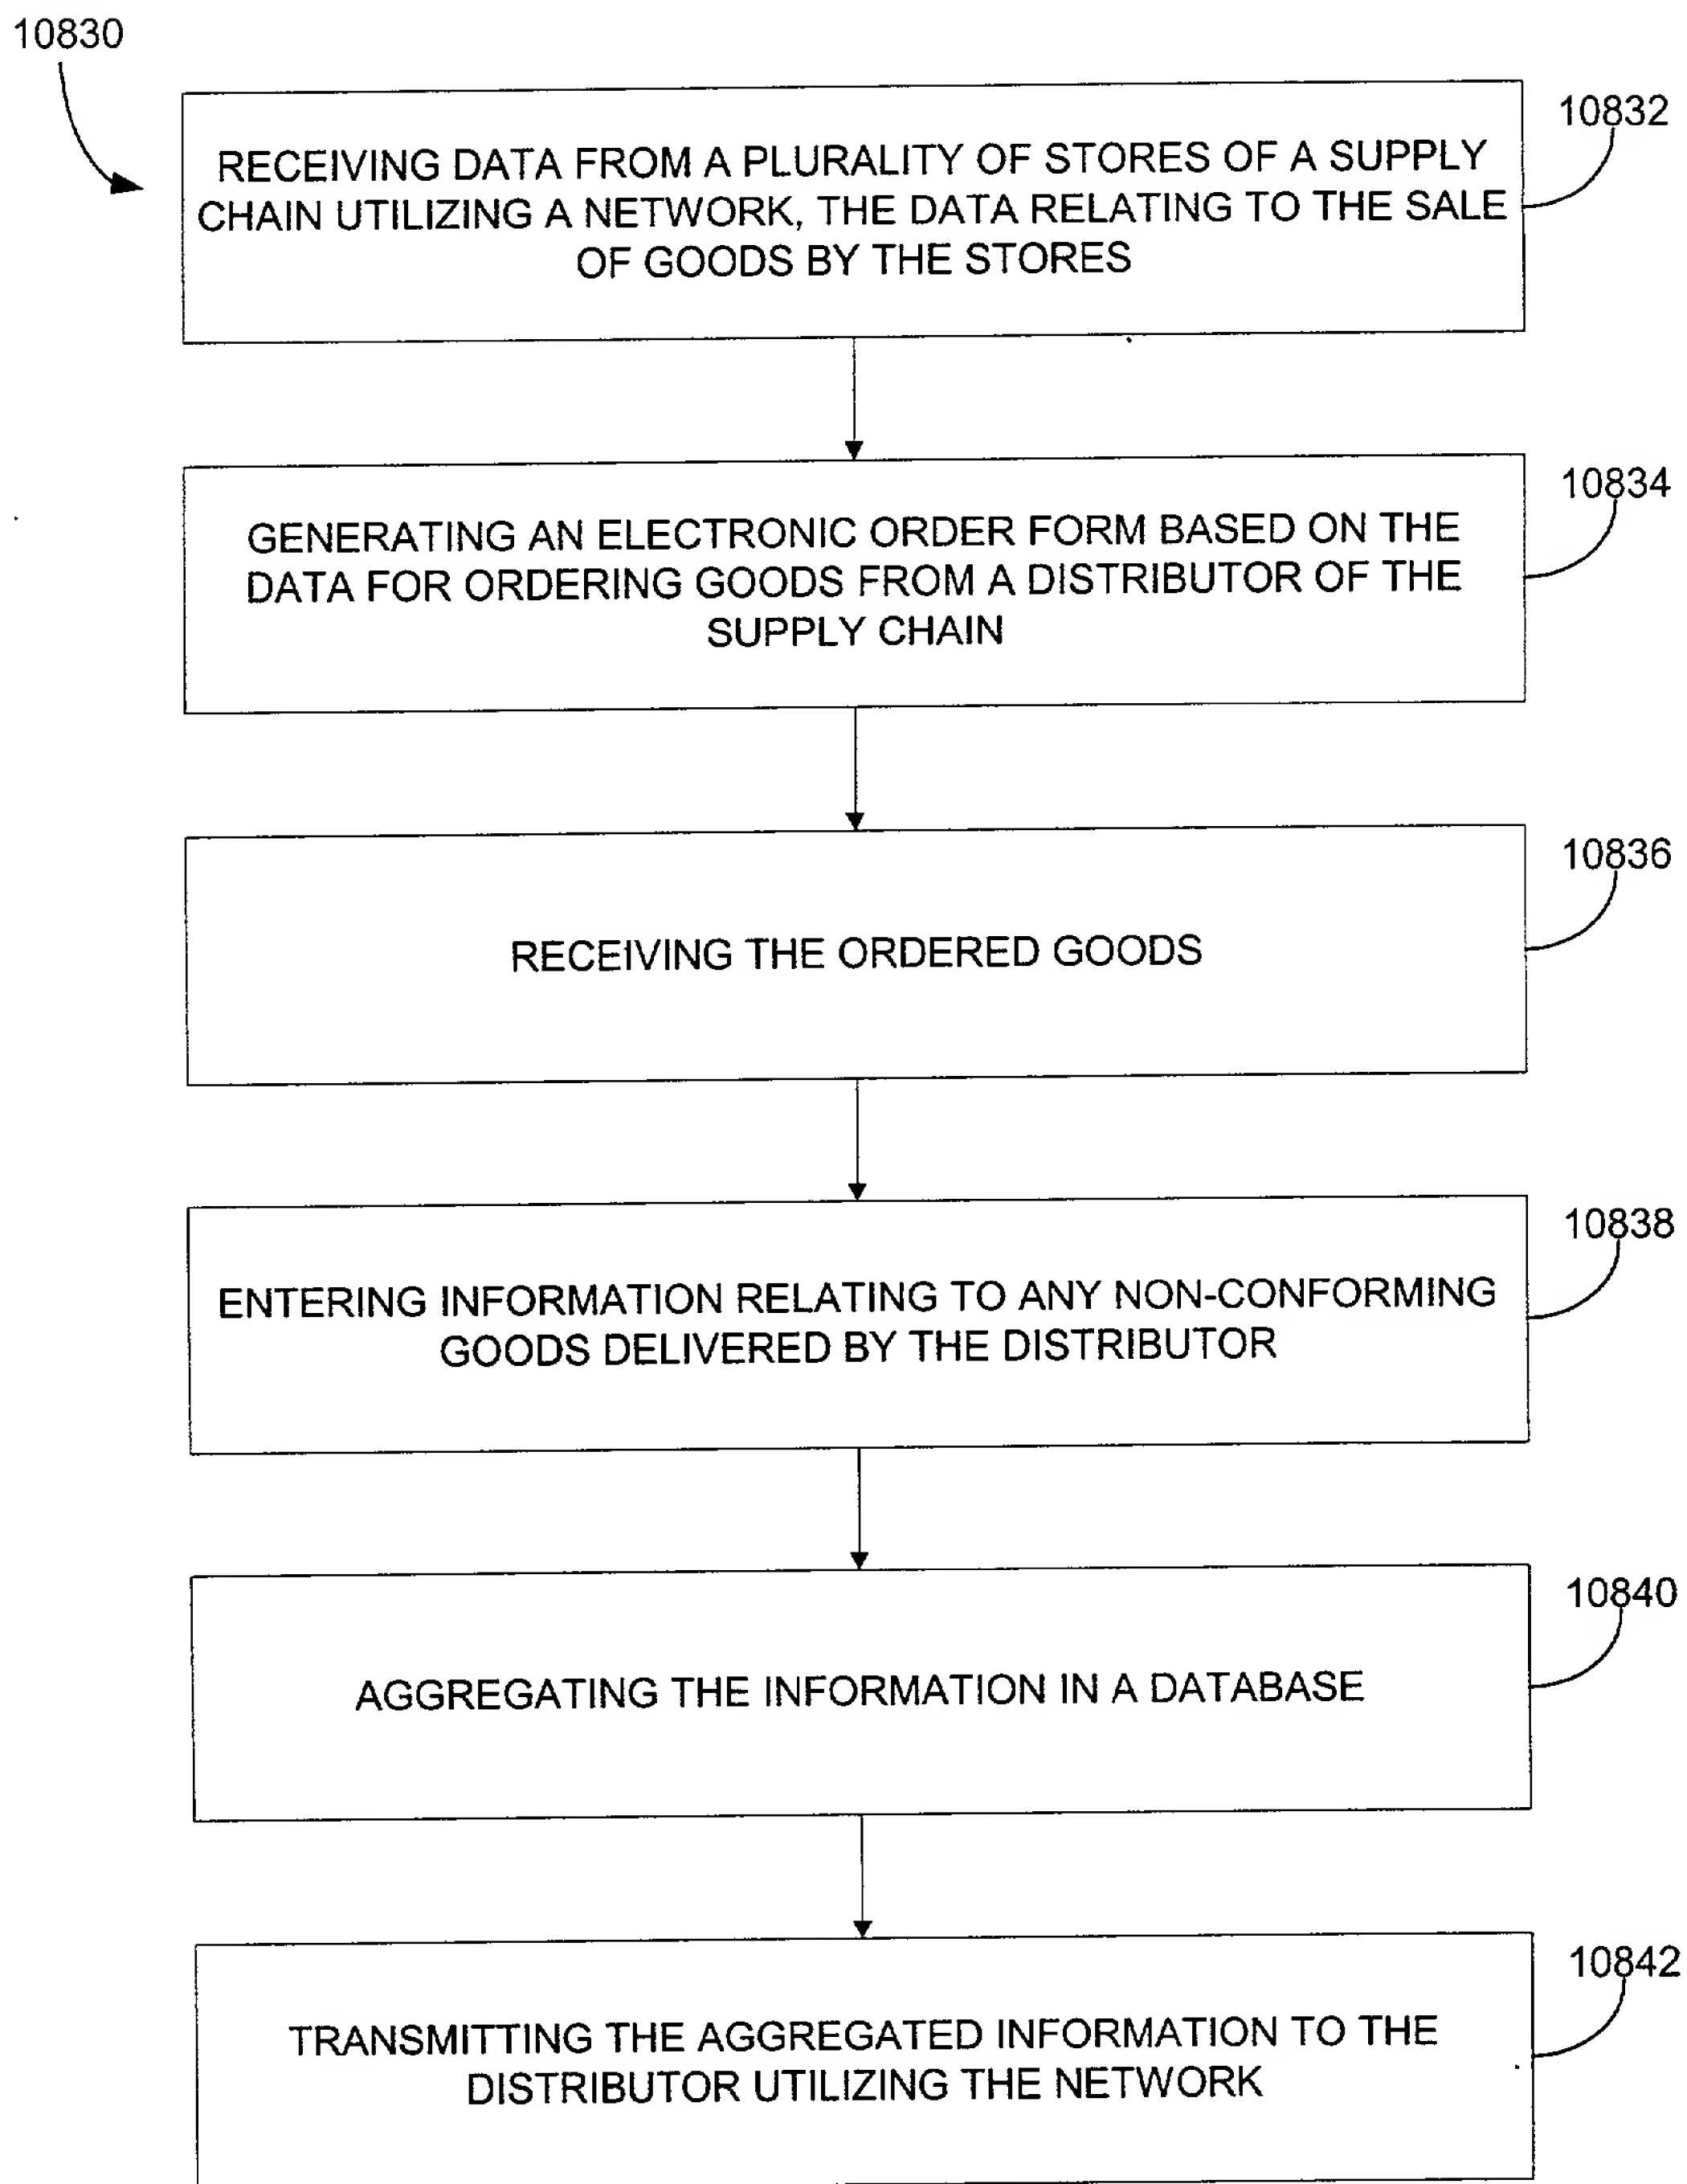 10830
10832
RECEIVING DATA FROM A PLURALITY OF STORES OF A SUPPLY
CHAIN UTILIZING A NETWORK, THE DATA RELATING TO THE SALE
OF GOODS BY THE STORES
10834
GENERATING AN ELECTRONIC ORDER FORM BASED ON THE
DATA FOR ORDERING GOODS FROM A DISTRIBUTOR OF THE
SUPPLY CHAIN
10836
RECEIVING THE ORDERED GOODS
10838
ENTERING INFORMATION RELATING TO ANY NON-CONFORMING
GOODS DELIVERED BY THE DISTRIBUTOR
10840
AGGREGATING THE INFORMATION IN A DATABASE
10842
TRANSMITTING THE AGGREGATED INFORMATION TO THE
DISTRIBUTOR UTILIZING THE NETWORK